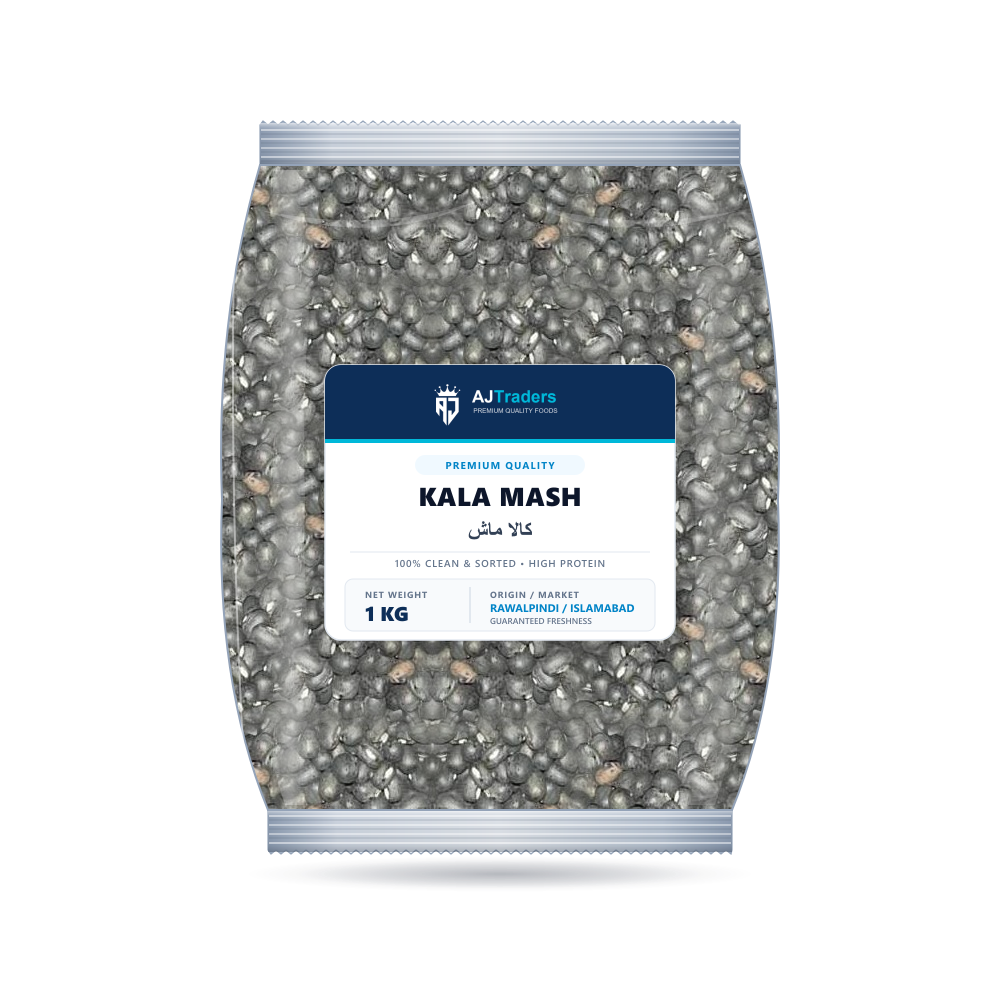 AJTraders
PREMIUM QUALITY FOODS
PREMIUM QUALITY
KALA MASH
کالا ماش
100% CLEAN & SORTED • HIGH PROTEIN
NET WEIGHT
1 KG
ORIGIN / MARKET
RAWALPINDI / ISLAMABAD
GUARANTEED FRESHNESS